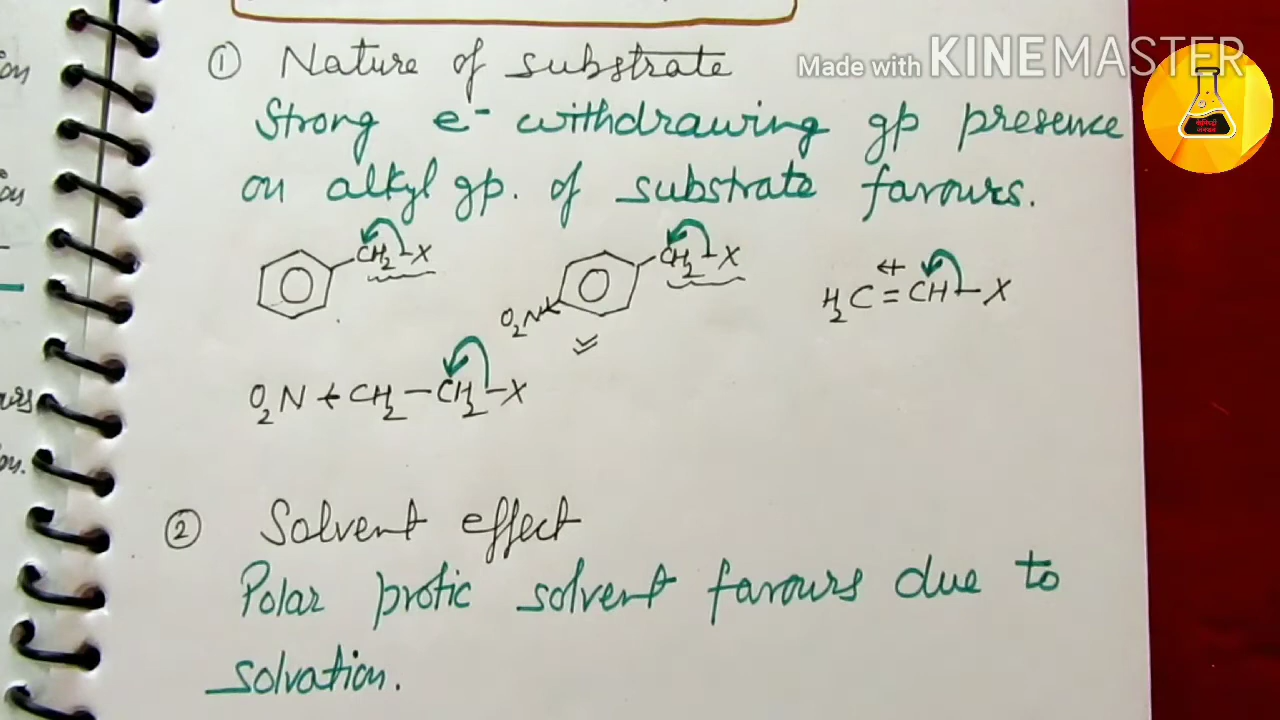 ① Nature of substrate
Made with KINEMASTER
Strong e⁻ withdrawing gp presence
on alkyl gp. of substrate favours.
CH₂-X
CH₂-X
O₂N
H₂C=CH-X
O₂N CH₂-CH₂-X
② Solvent effect
Polar protic solvent favours due to
solvation.